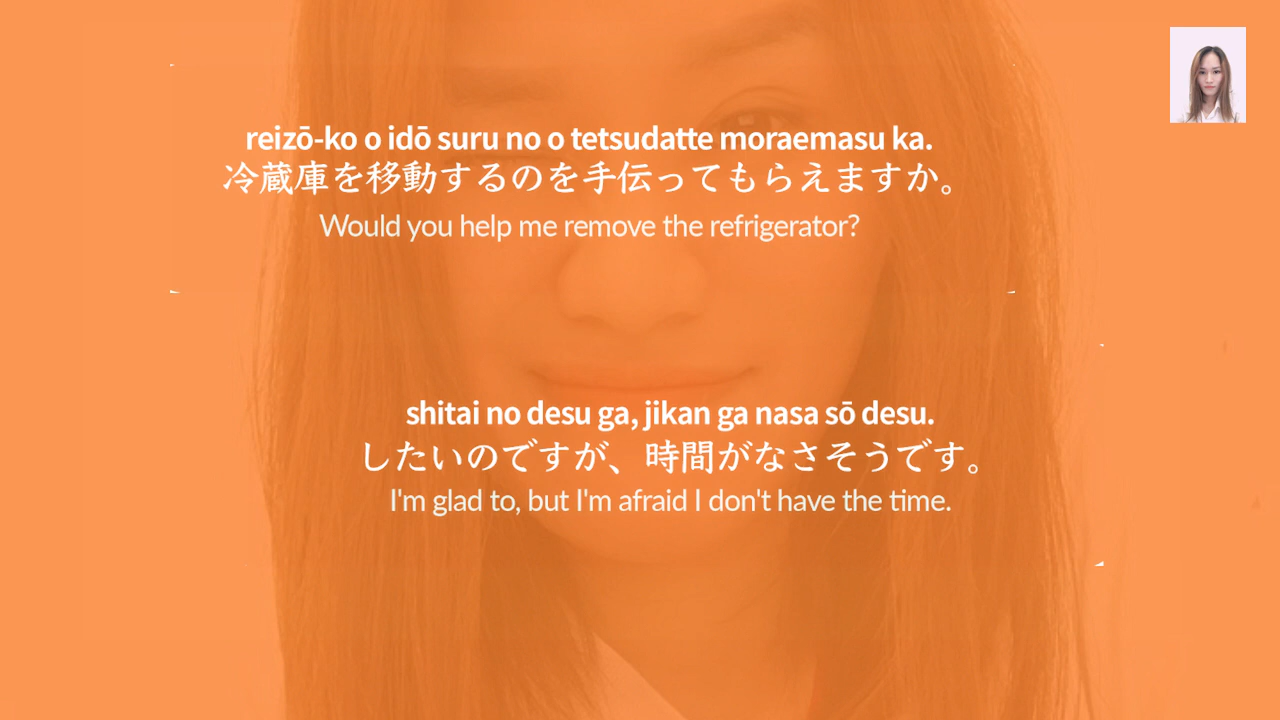 reizō-ko o idō suru no o tetsudatte moraemasu ka.
冷蔵庫を移動するのを手伝ってもらえますか。
Would you help me remove the refrigerator?
shitai no desu ga, jikan ga nasa sō desu.
したいのですが、時間がなさそうです。
I'm glad to, but I'm afraid I don't have the time.